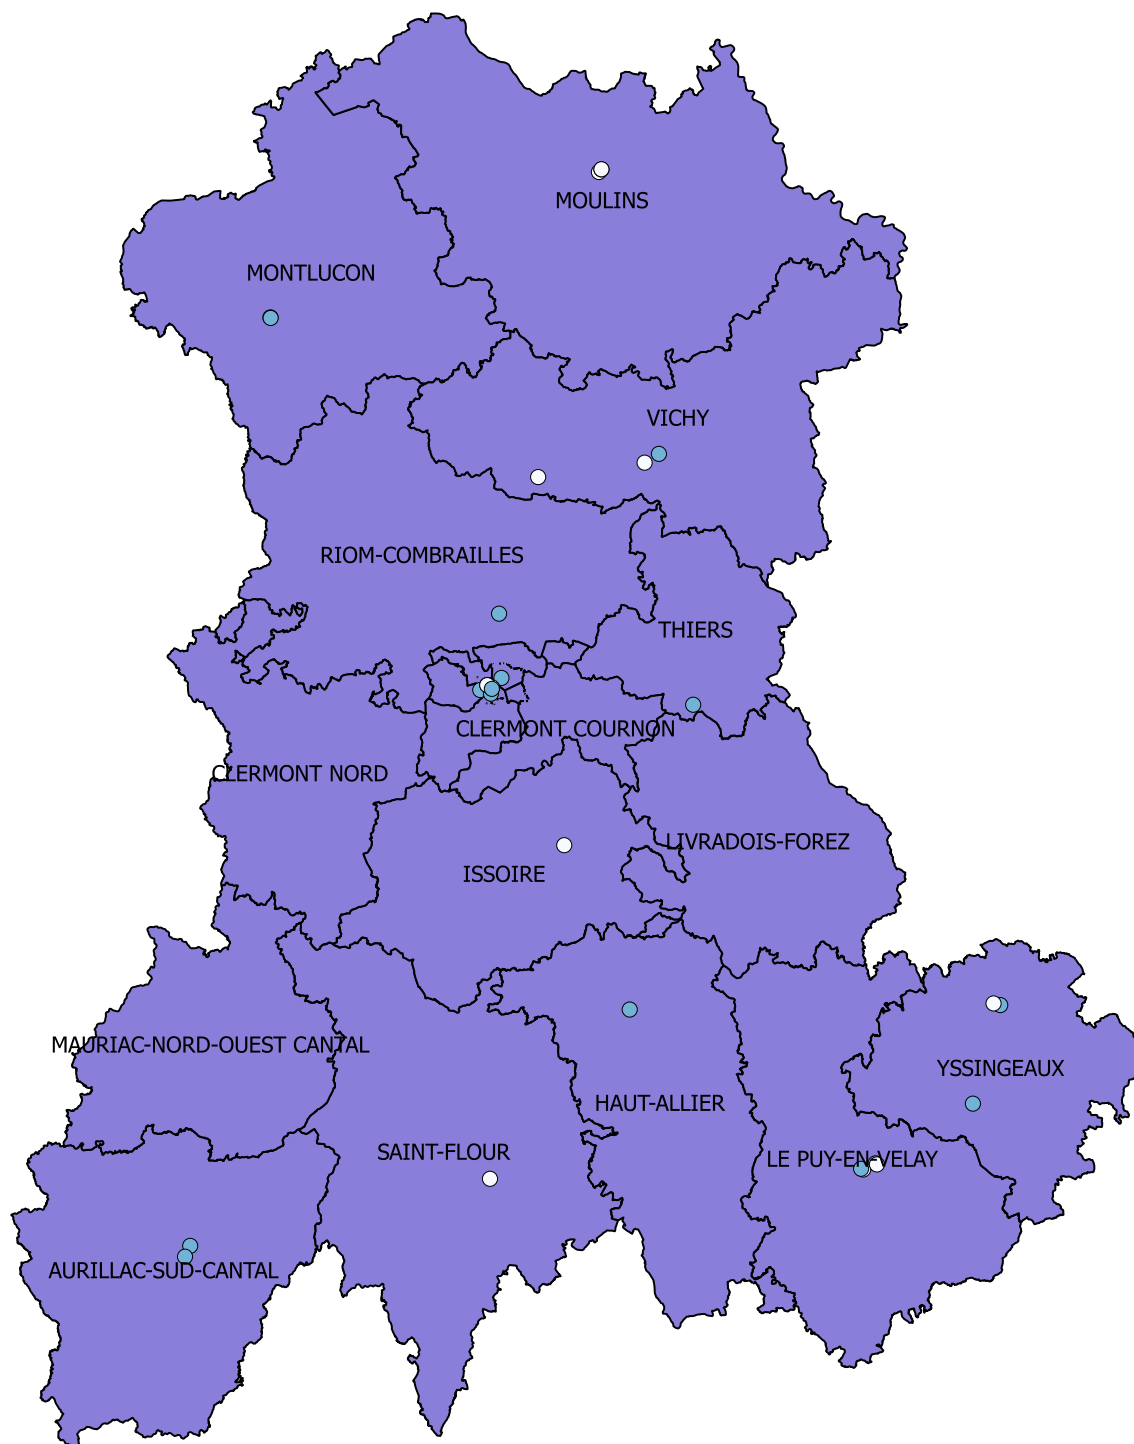 MOULINS
MONTLUCON
VICHY
RIOM-COMBRAILLES
THIERS
CLERMONT COURNON
CLERMONT NORD
LIVRADOIS-FOREZ
ISSOIRE
MAURIAC-NORD-OUEST CANTAL
YSSINGEAUX
HAUT-ALLIER
SAINT-FLOUR
LE PUY-EN-VELAY
AURILLAC-SUD-CANTAL